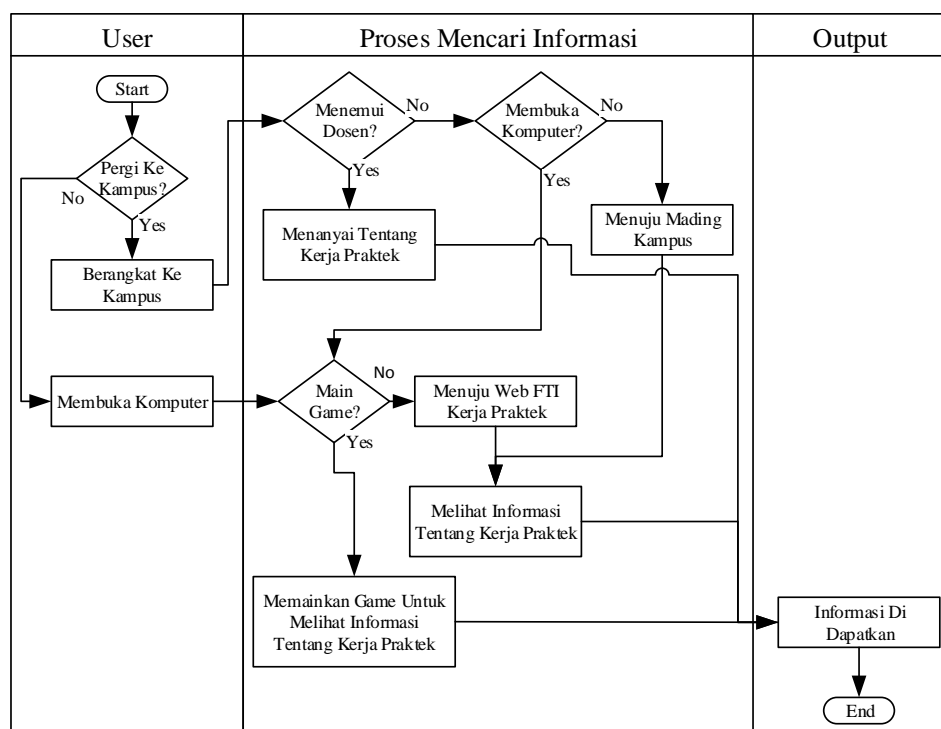 User
Proses Mencari Informasi
Output
Start
Pergi Ke
Kampus?
No
Yes
Berangkat Ke
Kampus
Membuka Komputer
Menemui
Dosen?
No
Yes
Membuka
Komputer?
No
Yes
Menanyai Tentang
Kerja Praktek
Menuju Mading
Kampus
Main
Game?
No
Yes
Menuju Web FTI
Kerja Praktek
Melihat Informasi
Tentang Kerja Praktek
Memainkan Game Untuk
Melihat Informasi
Tentang Kerja Praktek
Informasi Di
Dapatkan
End